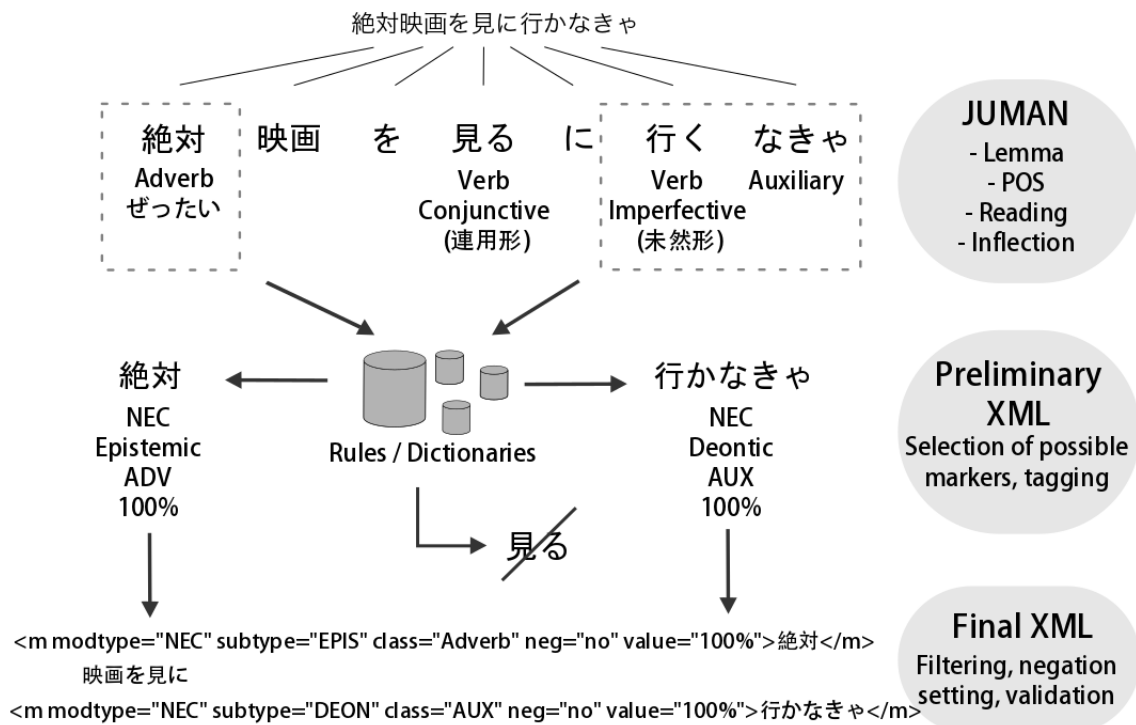 絶対映画を見に行かなきゃ
絶対 映画 を 見る に 行く なきゃ
Adverb Verb Verb Auxiliary
ぜったい Conjunctive Imperfective
(連用形) (未然形)
JUMAN
- Lemma
- POS
- Reading
- Inflection
絶対
NEC
Epistemic
ADV
100%
Rules / Dictionaries
見る
行かなきゃ
NEC
Deontic
AUX
100%
Preliminary
XML
Selection of possible
markers, tagging
<m modtype="NEC" subtype="EPIS" class="Adverb" neg="no" value="100%">絶対</m>
映画を見に
<m modtype="NEC" subtype="DEON" class="AUX" neg="no" value="100%">行かなきゃ</m>
Final XML
Filtering, negation
setting, validation